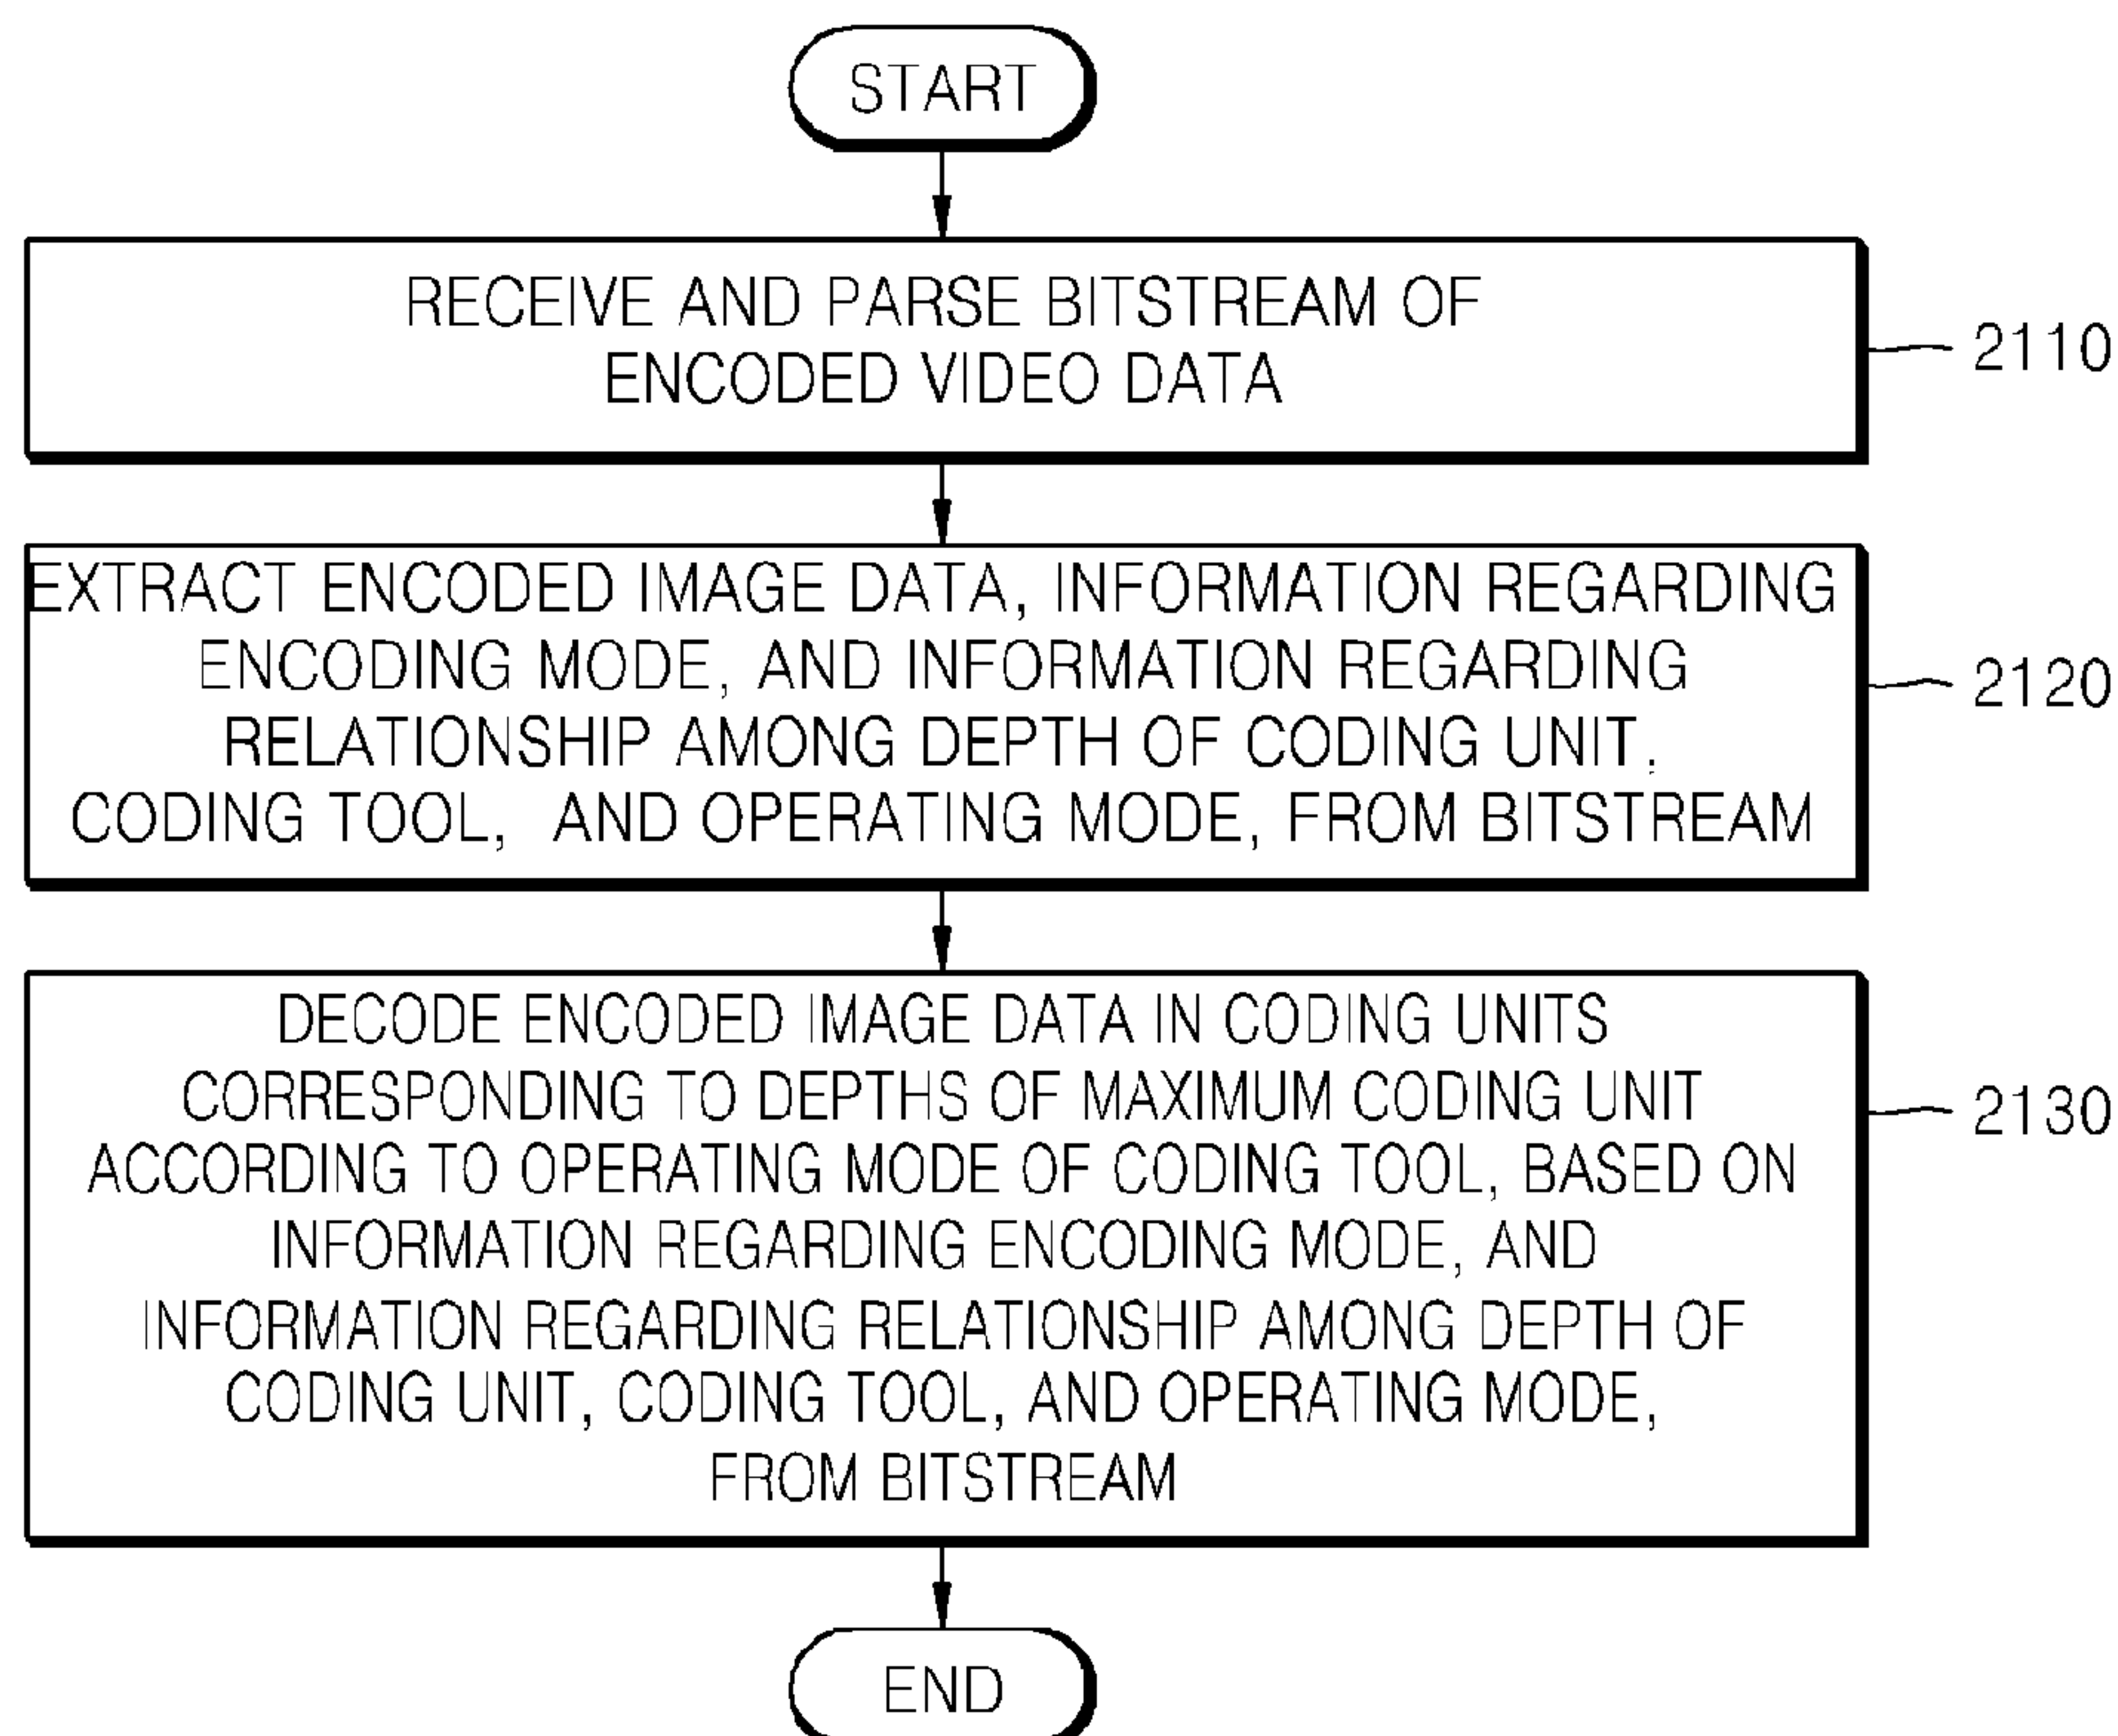 START
RECEIVE AND PARSE BITSTREAM OF
ENCODED VIDEO DATA
2110
EXTRACT ENCODED IMAGE DATA, INFORMATION REGARDING
ENCODING MODE, AND INFORMATION REGARDING
RELATIONSHIP AMONG DEPTH OF CODING UNIT,
CODING TOOL, AND OPERATING MODE, FROM BITSTREAM
2120
DECODE ENCODED IMAGE DATA IN CODING UNITS
CORRESPONDING TO DEPTHS OF MAXIMUM CODING UNIT
ACCORDING TO OPERATING MODE OF CODING TOOL, BASED ON
INFORMATION REGARDING ENCODING MODE, AND
INFORMATION REGARDING RELATIONSHIP AMONG DEPTH OF
CODING UNIT, CODING TOOL, AND OPERATING MODE,
FROM BITSTREAM
2130
END